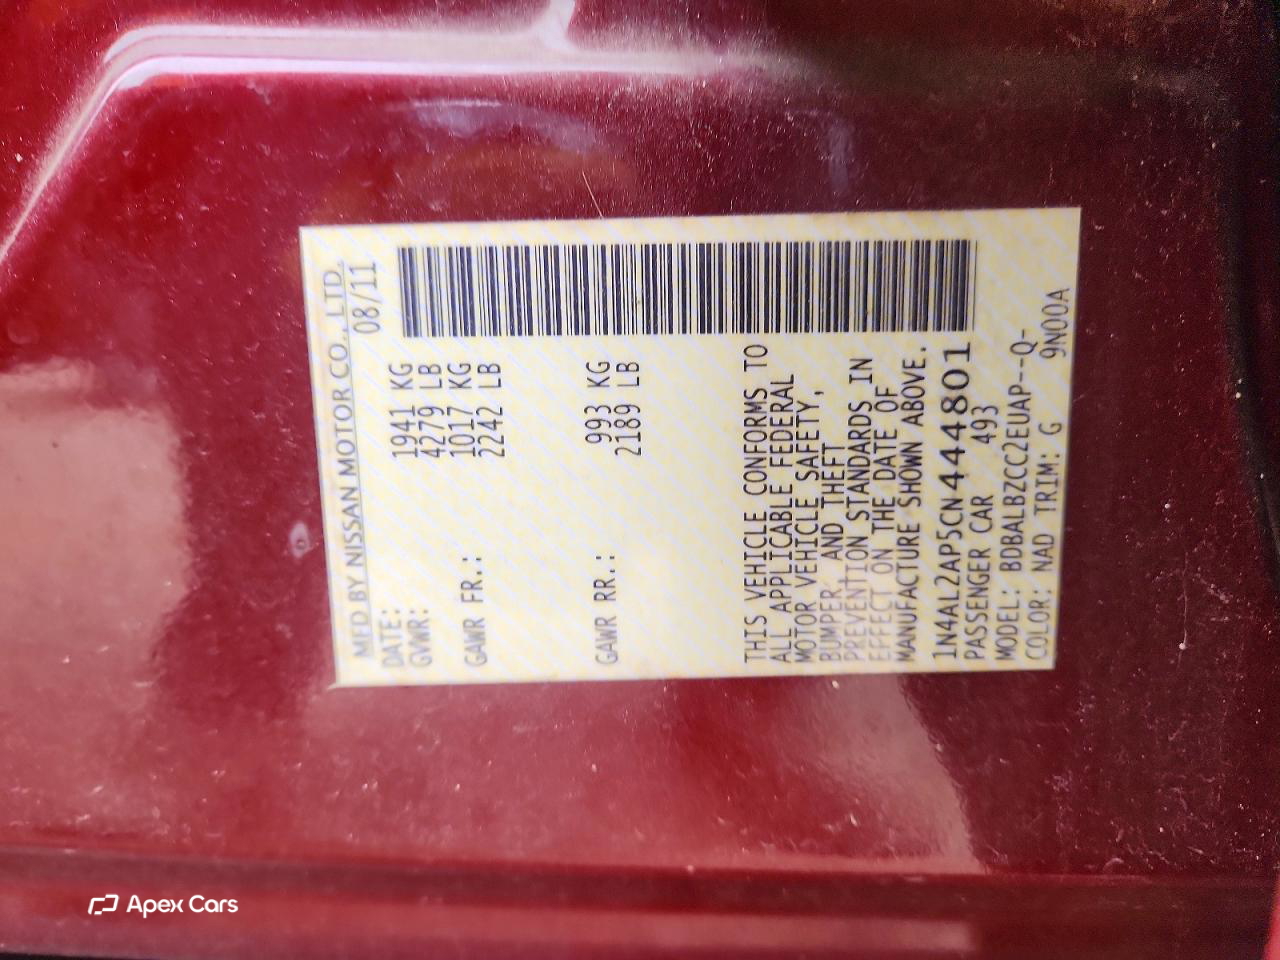 MFD BY NISSAN MOTOR CO., LTD.
DATE: 08/11
GVWR: 1941 KG
4279 LB
GAWR FR.: 1017 KG
2242 LB
GAWR RR.: 993 KG
2189 LB
THIS VEHICLE CONFORMS TO
ALL APPLICABLE FEDERAL
MOTOR VEHICLE SAFETY,
BUMPER, AND THEFT
PREVENTION STANDARDS IN
EFFECT ON THE DATE OF
MANUFACTURE SHOWN ABOVE.
1N4AL2AP5CN444801
PASSENGER CAR 493
MODEL: BDBALBZCC2EUAP--Q-
COLOR: NAD TRIM: G 9N00A
Apex Cars